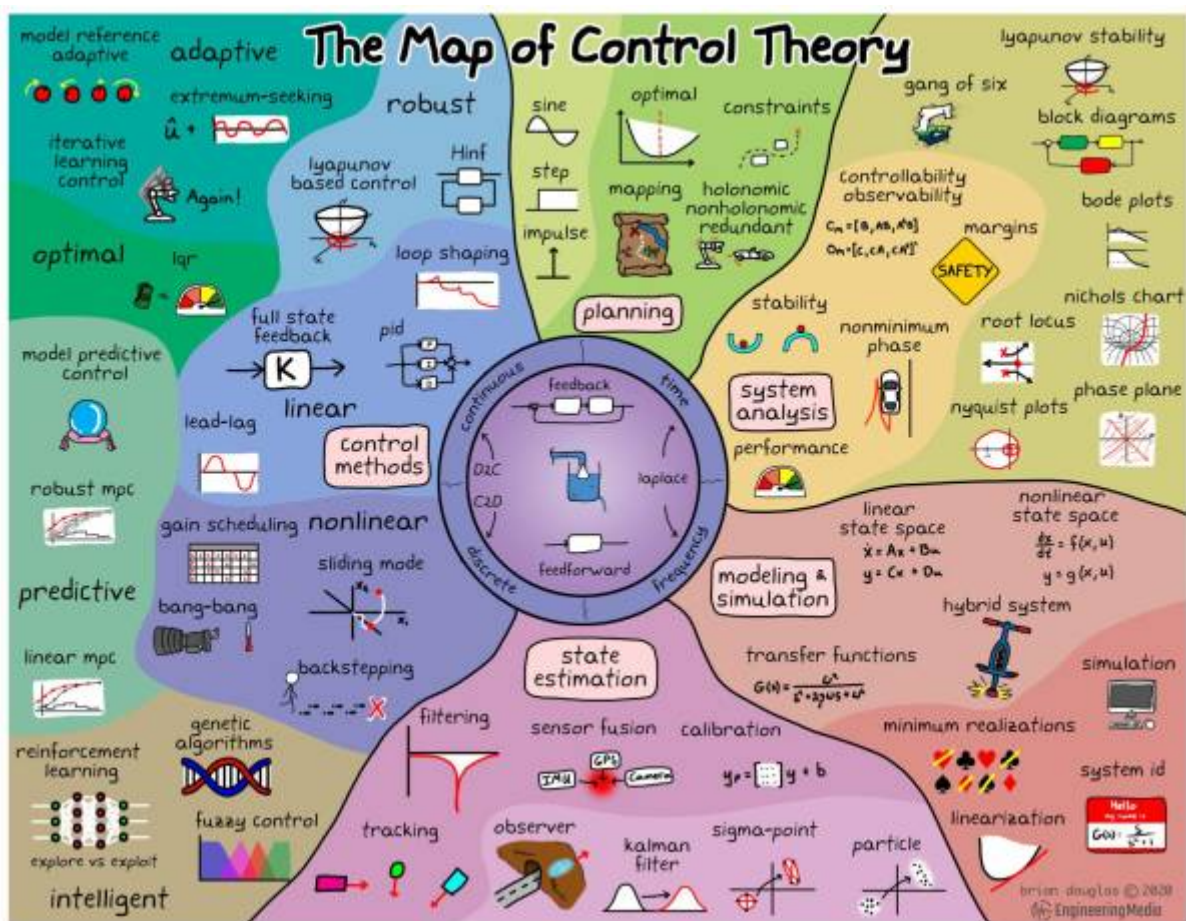 The Map of Control Theory
model reference
adaptive
adaptive
extremum-seeking
û +
iterative
learning
control
Again!
robust
lyapunov
based control
Hinf
loop shaping
optimal
lqr
full state
feedback
K
pid
linear
lead-lag
control
methods
model predictive
control
robust mpc
predictive
linear mpc
gain scheduling
nonlinear
sliding mode
bang-bang
backstepping
X
reinforcement
learning
explore vs exploit
intelligent
genetic
algorithms
fuzzy control
sine
step
impulse
optimal
constraints
mapping
holonomic
nonholonomic
redundant
planning
continuous
time
discrete
frequency
feedback
D2C
C2D
laplace
feedforward
lyapunov stability
gang of six
block diagrams
controllability
observability
margins
SAFETY
bode plots
stability
nonminimum
phase
root locus
nichols chart
system
analysis
nyquist plots
phase plane
performance
linear
state space
ẋ = Ax + Bu
y = Cx + Du
nonlinear
state space
dx/dt = f(x, u)
y = g(x, u)
modeling &
simulation
hybrid system
transfer functions
simulation
minimum realizations
system id
Hello
linearization
state
estimation
filtering
sensor fusion
IMU
GPS
Camera
calibration
tracking
observer
kalman
filter
sigma-point
particle
brian douglas © 2020
EngineeringMedia